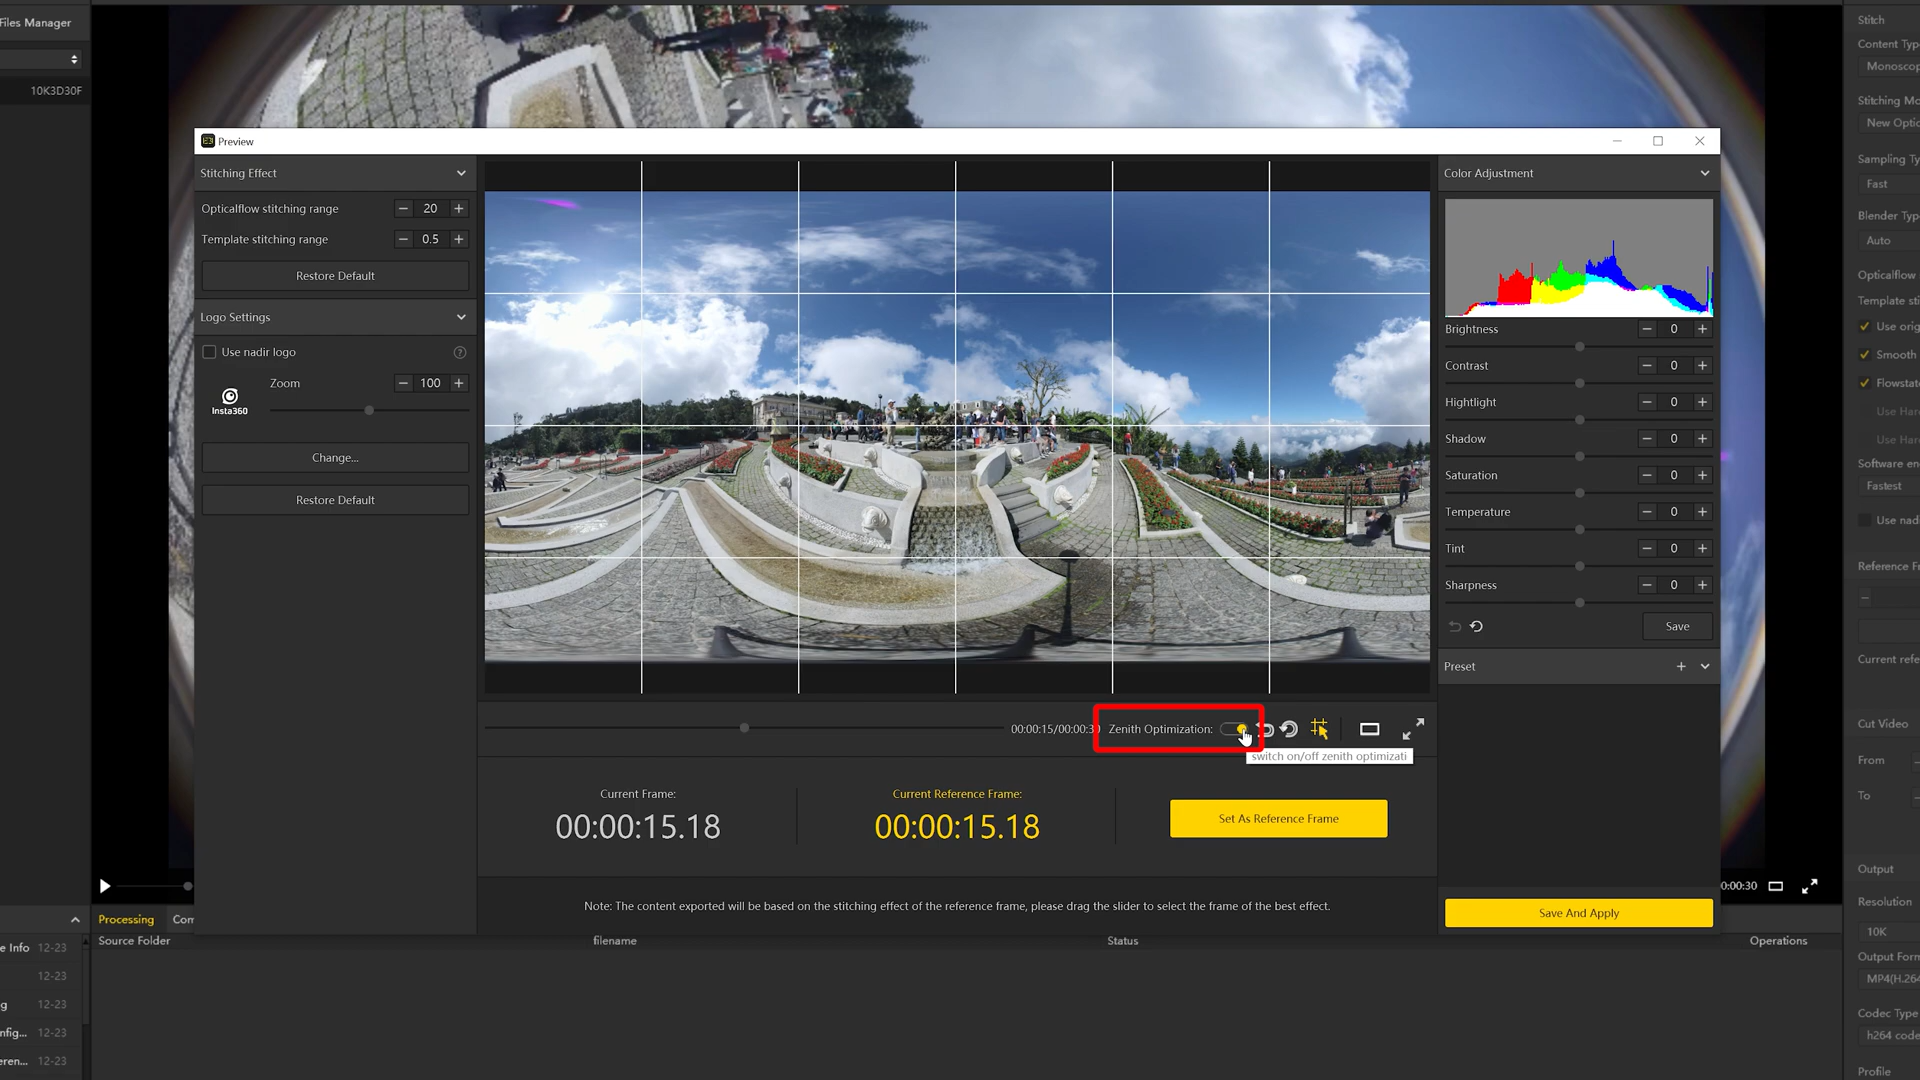 Files Manager
10K3D30F
Preview
Stitching Effect
Opticalflow stitching range
20
Template stitching range
0.5
Restore Default
Logo Settings
Use nadir logo
?
Insta360
Zoom
100
Change...
Restore Default
00:00:15/00:00:3
Zenith Optimization:
switch on/off zenith optimizati
Current Frame:
00:00:15.18
Current Reference Frame:
00:00:15.18
Set As Reference Frame
Note: The content exported will be based on the stitching effect of the reference frame, please drag the slider to select the frame of the best effect.
Color Adjustment
Brightness
0
Contrast
0
Hightlight
0
Shadow
0
Saturation
0
Temperature
0
Tint
0
Sharpness
0
Save
Preset
Save And Apply
Stitch
Content Typ
Monoscop
Stitching Mo
New Optic
Sampling Ty
Fast
Blender Type
Auto
Opticalflow
Template sti
Use orig
Smooth
Flowstat
Use Har
Use Har
Software en
Fastest
Use nad
Reference Fr
Current refe
Cut Video
From
To
Output
Resolution
10K
Output Form
MP4(H.264
Codec Type
h264 code
Profile
0:00:30
Processing
Com
Source Folder
filename
Status
Operations
e Info 12-23
12-23
g 12-23
nfig... 12-23
eren... 12-23